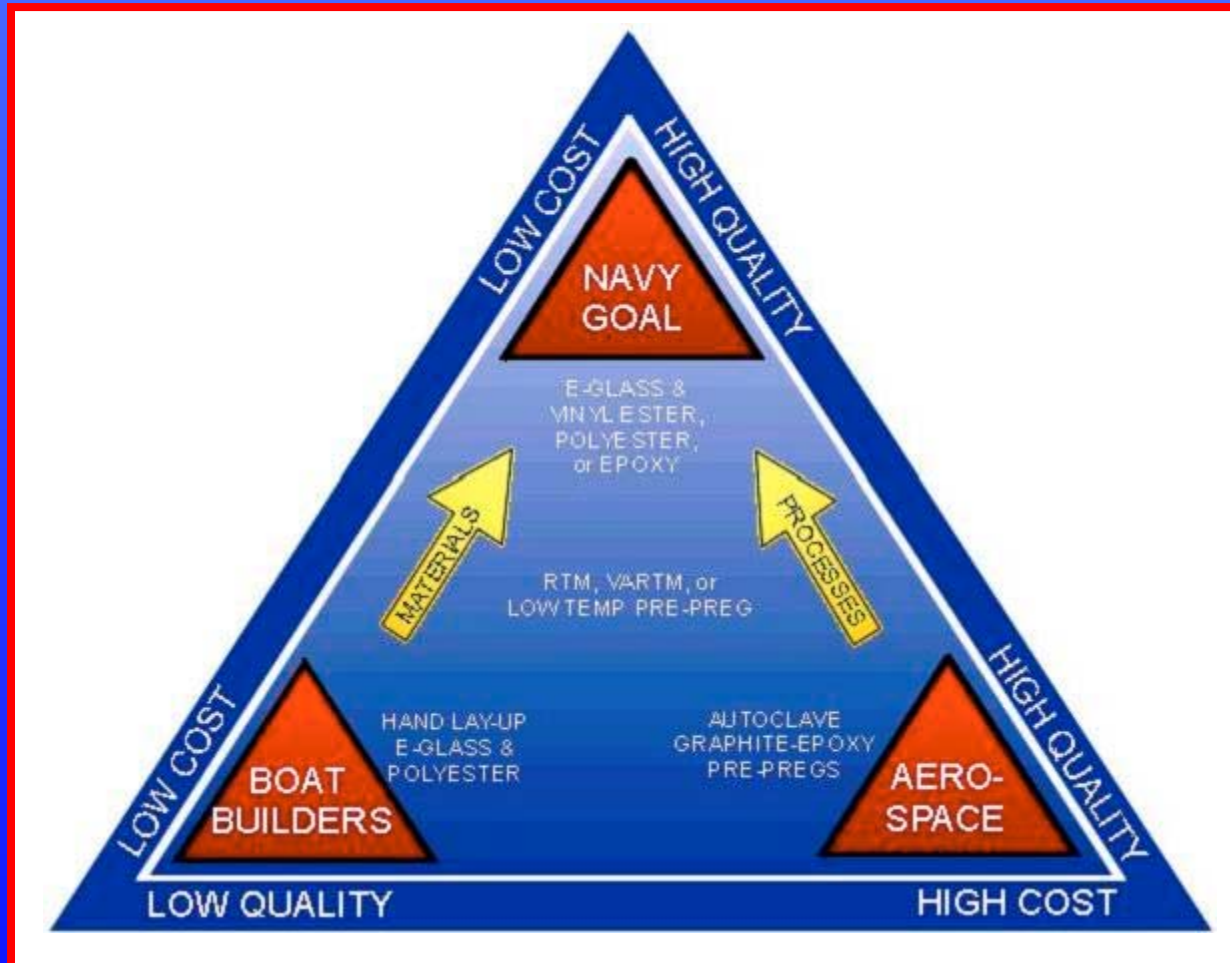 LOW COST
HIGH QUALITY
NAVY
GOAL
E-GLASS &
VINYL ESTER,
POLYESTER,
or EPOXY
MATERIALS
PROCESSES
RTM, VARTM, or
LOW TEMP PRE-PREG
LOW COST
HIGH QUALITY
BOAT
BUILDERS
HAND LAY-UP
E-GLASS &
POLYESTER
AUTOCLAVE
GRAPHITE-EPOXY
PRE-PREGS
AERO-
SPACE
LOW QUALITY
HIGH COST